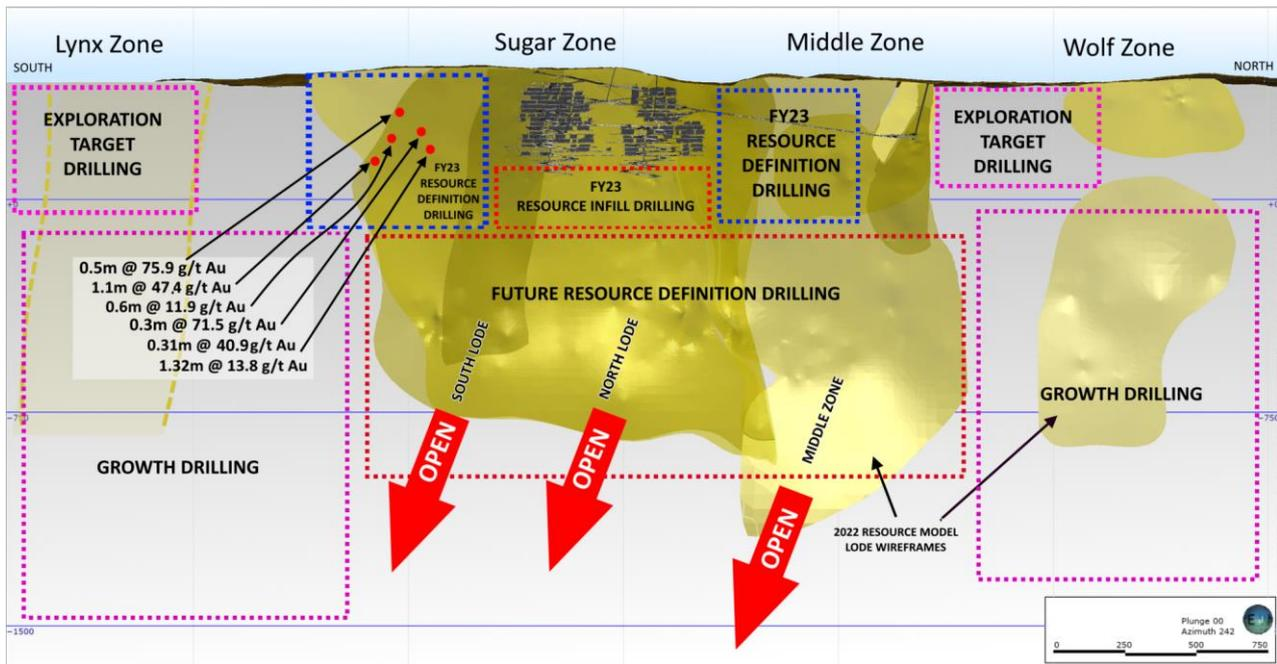 Lynx Zone
Sugar Zone
Middle Zone
Wolf Zone
SOUTH
NORTH
EXPLORATION
TARGET
DRILLING
FY23
RESOURCE
DEFINITION
DRILLING
FY23
RESOURCE INFILL DRILLING
FY23
RESOURCE
DEFINITION
DRILLING
EXPLORATION
TARGET
DRILLING
0.5m @ 75.9 g/t Au
1.1m @ 47.4 g/t Au
0.6m @ 11.9 g/t Au
0.3m @ 71.5 g/t Au
0.31m @ 40.9 g/t Au
1.32m @ 13.8 g/t Au
FUTURE RESOURCE DEFINITION DRILLING
SOUTH LODE
NORTH LODE
MIDDLE ZONE
OPEN
OPEN
OPEN
GROWTH DRILLING
GROWTH DRILLING
2022 RESOURCE MODEL
LODE WIREFRAMES
-750
-1500
Plunge 00
Azimuth 242
0 250 500 750